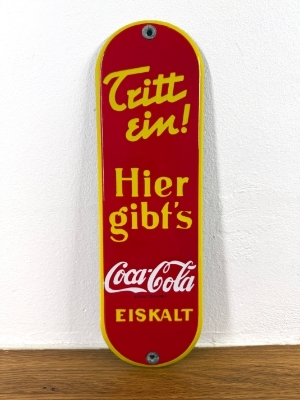 Tritt
ein!
Hier
gibt's
Coca-Cola
EISKALT